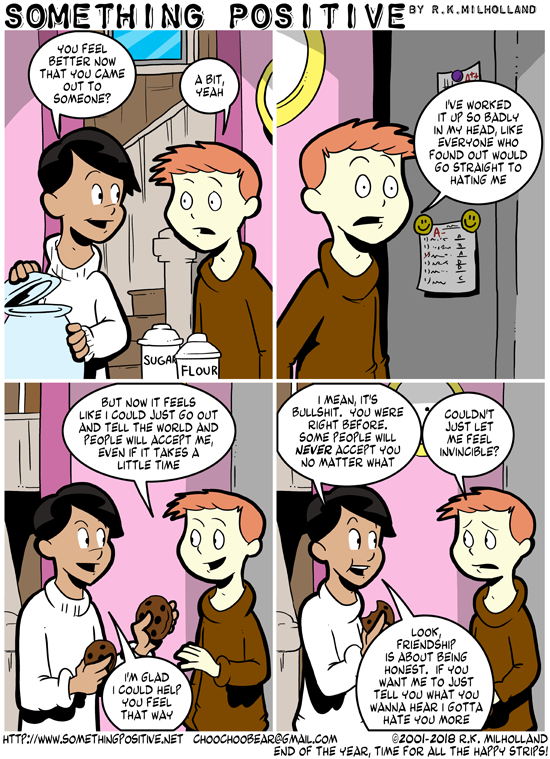 SOMETHING POSITIVE BY R.K.MILHOLLAND
YOU FEEL
BETTER NOW
THAT YOU CAME
OUT TO
SOMEONE?
A BIT,
YEAH
SUGAR
FLOUR
A+
I'VE WORKED
IT UP SO BADLY
IN MY HEAD, LIKE
EVERYONE WHO
FOUND OUT WOULD
GO STRAIGHT TO
HATING ME
A-
BUT NOW IT FEELS
LIKE I COULD JUST GO OUT
AND TELL THE WORLD AND
PEOPLE WILL ACCEPT ME,
EVEN IF IT TAKES A
LITTLE TIME
I'M GLAD
I COULD HELP
YOU FEEL
THAT WAY
I MEAN, IT'S
BULLSHIT. YOU WERE
RIGHT BEFORE.
SOME PEOPLE WILL
NEVER ACCEPT YOU
NO MATTER WHAT
COULDN'T
JUST LET
ME FEEL
INVINCIBLE?
LOOK,
FRIENDSHIP
IS ABOUT BEING
HONEST. IF YOU
WANT ME TO JUST
TELL YOU WHAT YOU
WANNA HEAR I GOTTA
HATE YOU MORE
HTTP://WWW.SOMETHINGPOSITIVE.NET CHOOCHOOBEAR@GMAIL.COM ©2001-2018 R.K. MILHOLLAND
END OF THE YEAR, TIME FOR ALL THE HAPPY STRIPS!